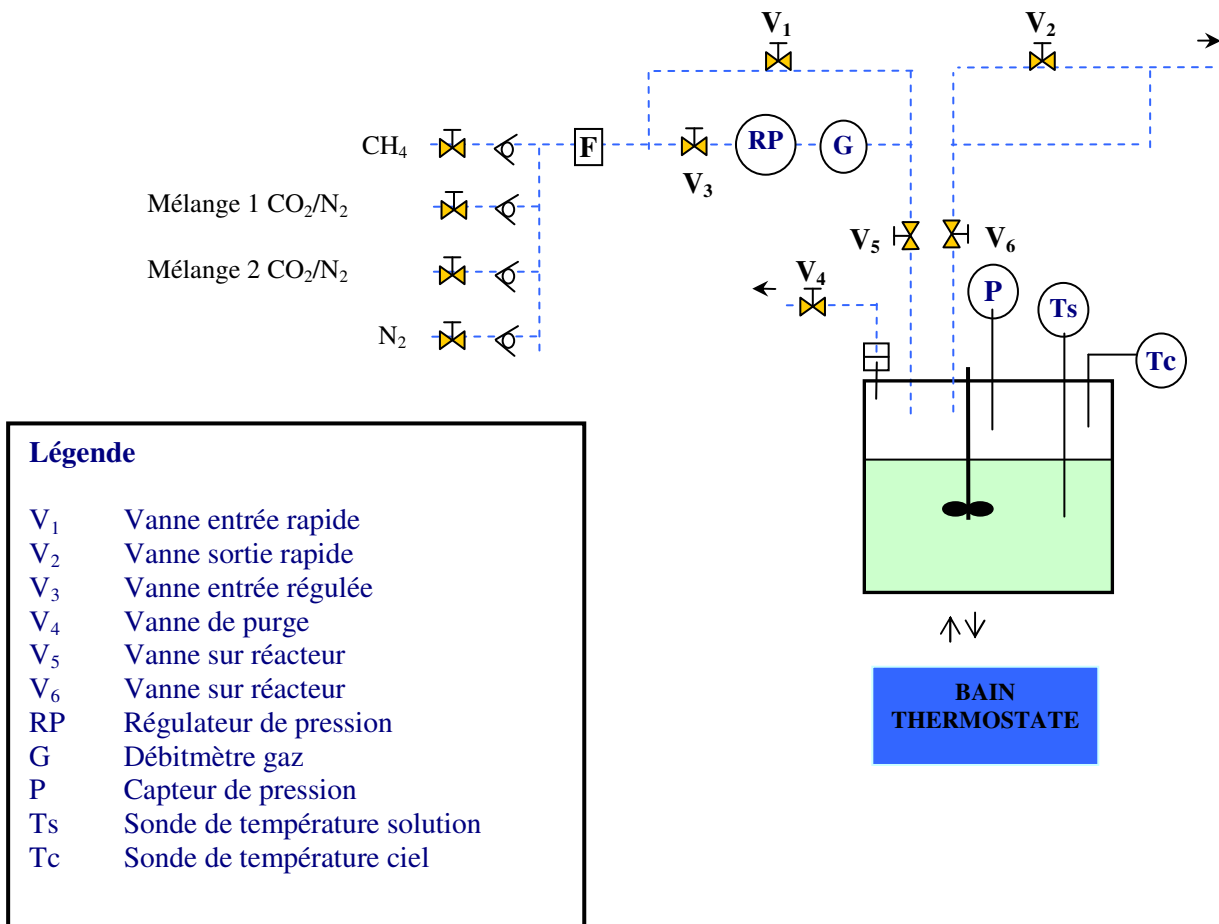 V₁
V₂
CH₄
F
RP
G
V₃
Mélange 1 CO₂/N₂
V₅
V₆
Mélange 2 CO₂/N₂
V₄
P
Ts
N₂
Tc
Légende
V₁ Vanne entrée rapide
V₂ Vanne sortie rapide
V₃ Vanne entrée régulée
V₄ Vanne de purge
V₅ Vanne sur réacteur
V₆ Vanne sur réacteur
RP Régulateur de pression
G Débitmètre gaz
P Capteur de pression
Ts Sonde de température solution
Tc Sonde de température ciel
BAIN
THERMOSTATE